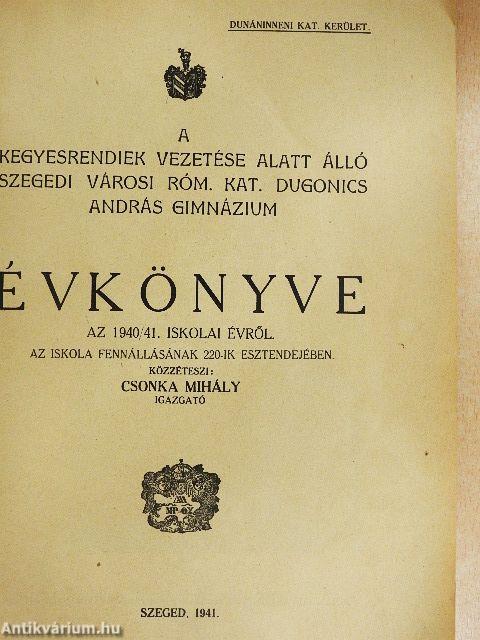 DUNÁNINNENI KAT. KERÜLET.
A
KEGYESRENDIEK VEZETÉSE ALATT ÁLLÓ
SZEGEDI VÁROSI RÓM. KAT. DUGONICS
ANDRÁS GIMNÁZIUM
ÉVKÖNYVE
AZ 1940/41. ISKOLAI ÉVRŐL.
AZ ISKOLA FENNÁLLÁSÁNAK 220-IK ESZTENDEJÉBEN.
KÖZZÉTESZI:
CSONKA MIHÁLY
IGAZGATÓ
SZEGED, 1941.
Antikvárium.hu